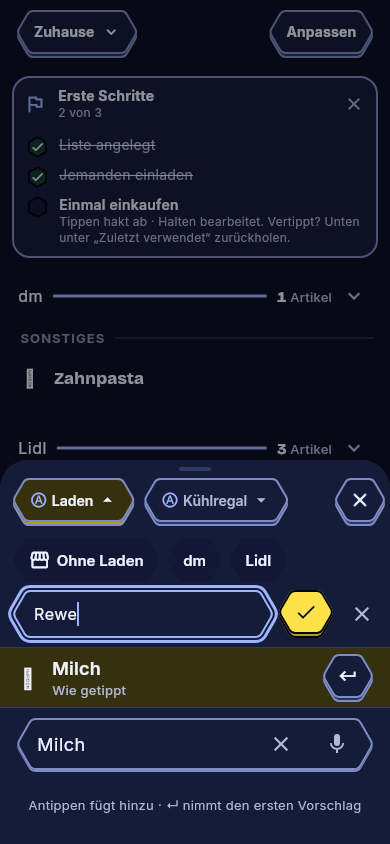 Zuhause
Anpassen
Erste Schritte
2 von 3
Liste angelegt
Jemanden einladen
Einmal einkaufen
Tippen hakt ab · Halten bearbeitet. Vertippt? Unten
unter „Zuletzt verwendet“ zurückholen.
dm 1 Artikel
SONSTIGES
Zahnpasta
Lidl 3 Artikel
A Laden
A Kühlregal
Ohne Laden
dm
Lidl
Rewe
Milch
Wie getippt
Milch
Antippen fügt hinzu · ↵ nimmt den ersten Vorschlag